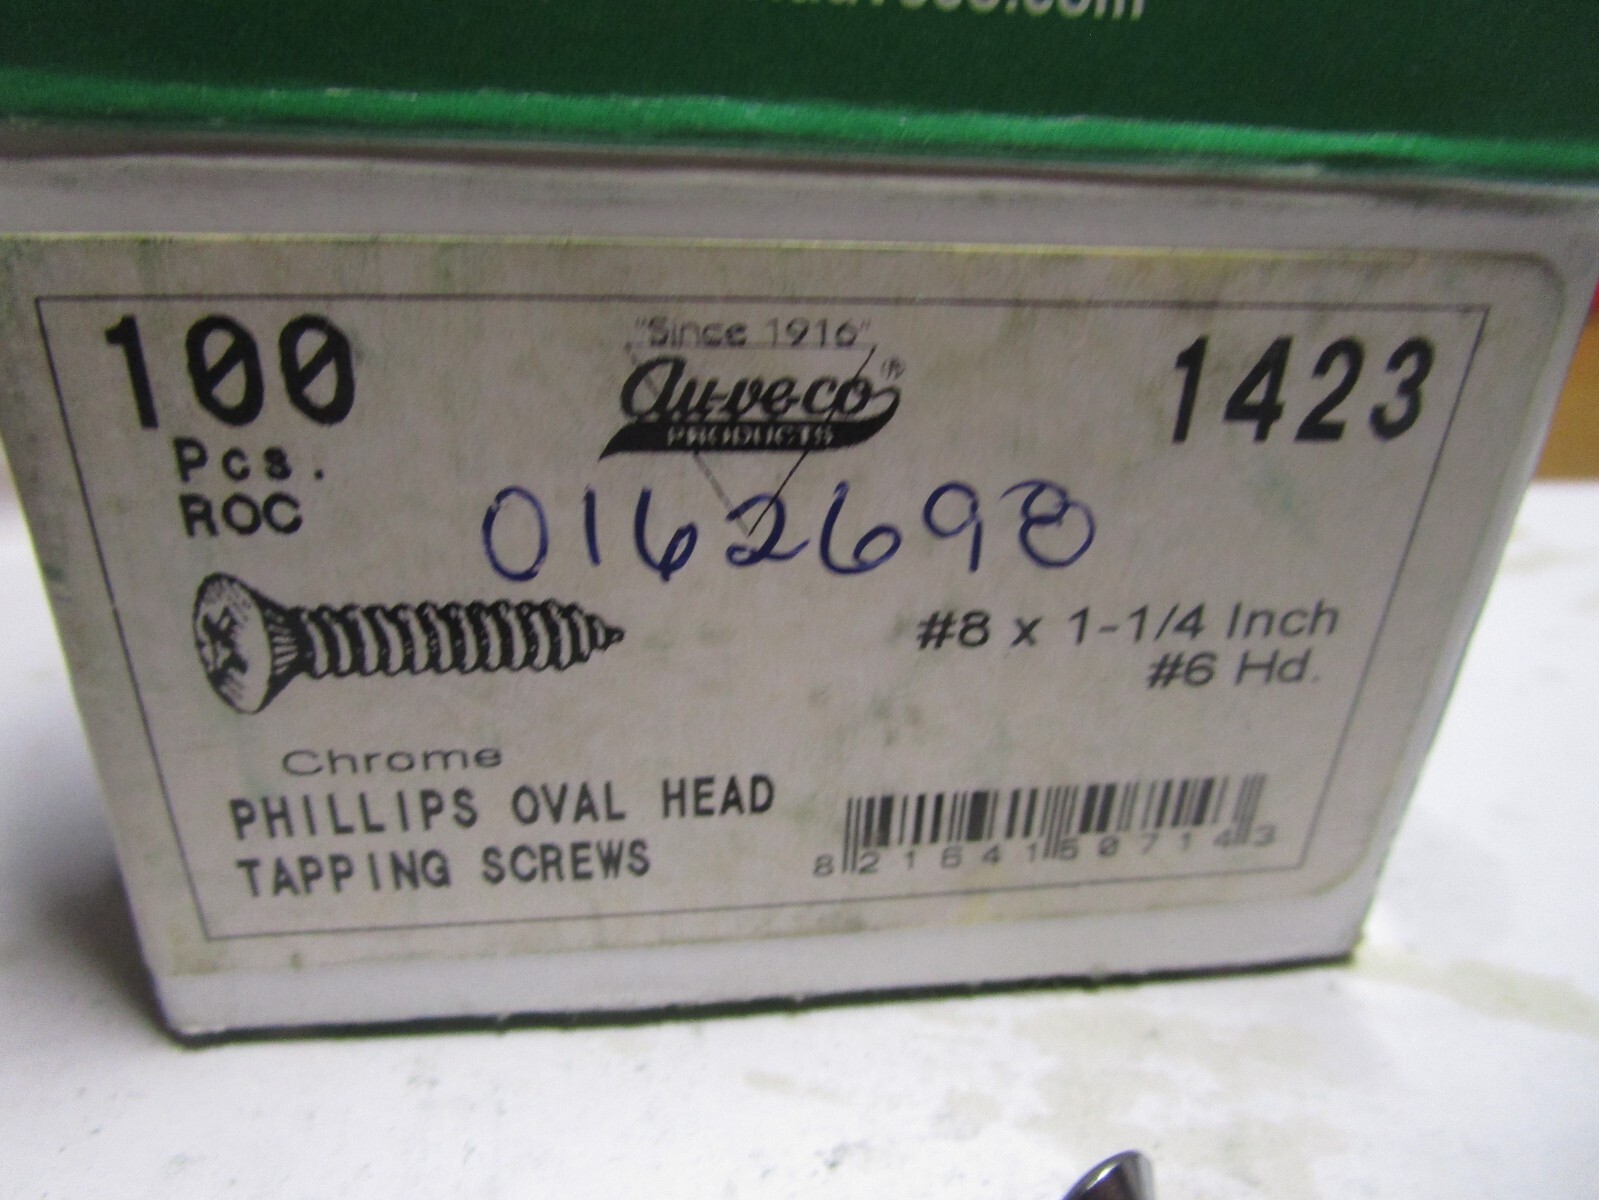 100
Pcs.
ROC
"Since 1916"
Au-ve-co®
PRODUCTS
1423
0162698
#8 x 1-1/4 Inch
#6 Hd.
Chrome
PHILLIPS OVAL HEAD
TAPPING SCREWS
8 21641 50714 3